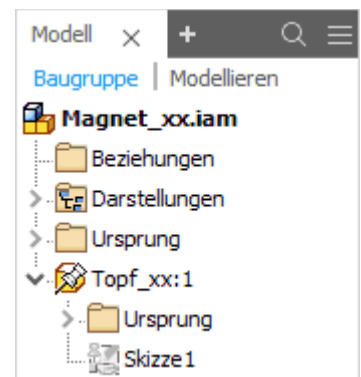 Modell
Baugruppe | Modellieren
Magnet_xx.iam
Beziehungen
Darstellungen
Ursprung
Topf_xx:1
Ursprung
Skizze1